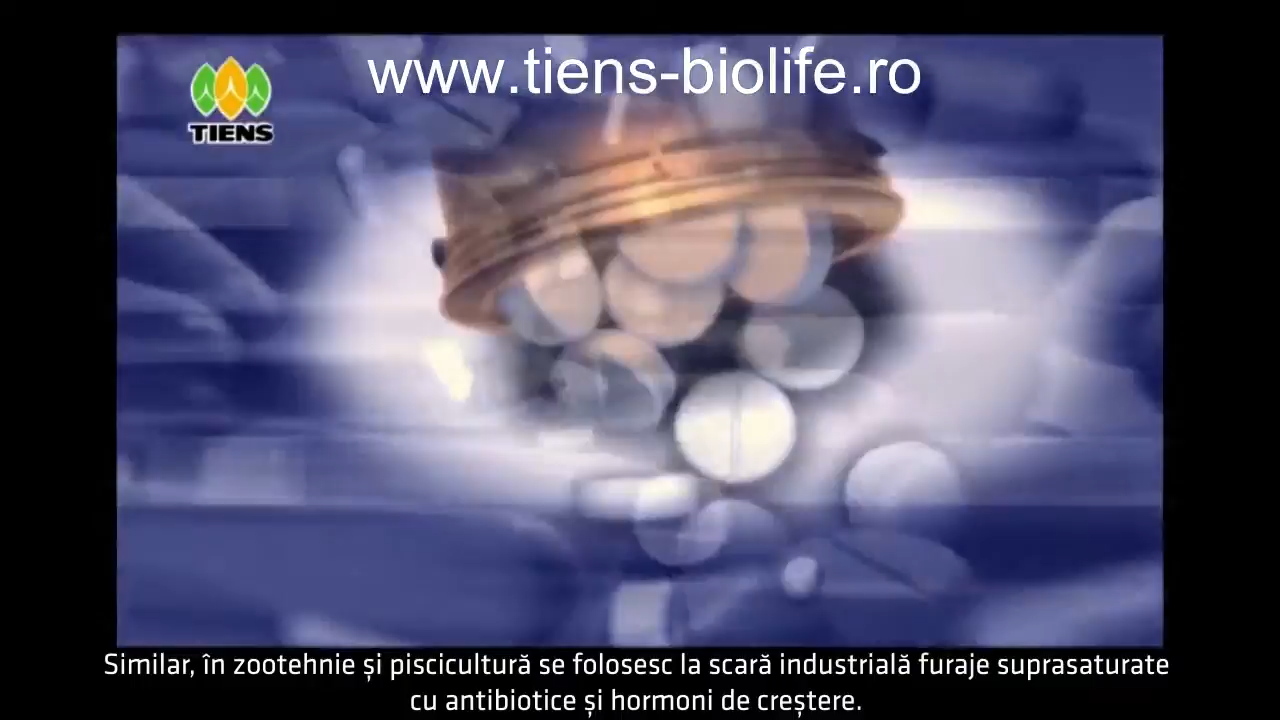 www.tiens-biolife.ro
TIENS
Similar, în zootehnie și piscicultură se folosesc la scară industrială furaje suprasaturate
cu antibiotice și hormoni de creștere.